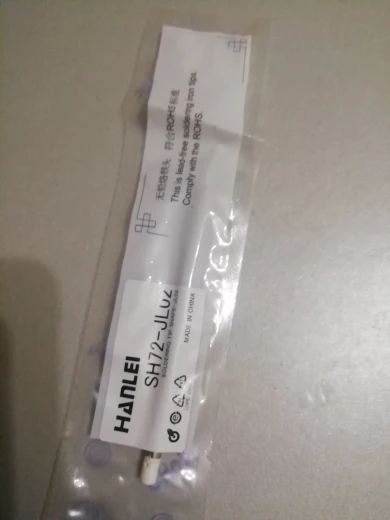 无铅烙铁头 符合ROHS标准
This is lead-free soldering iron tips.
Comply with the ROHS.
HANLEI
SH72-JL02
MADE IN CHINA